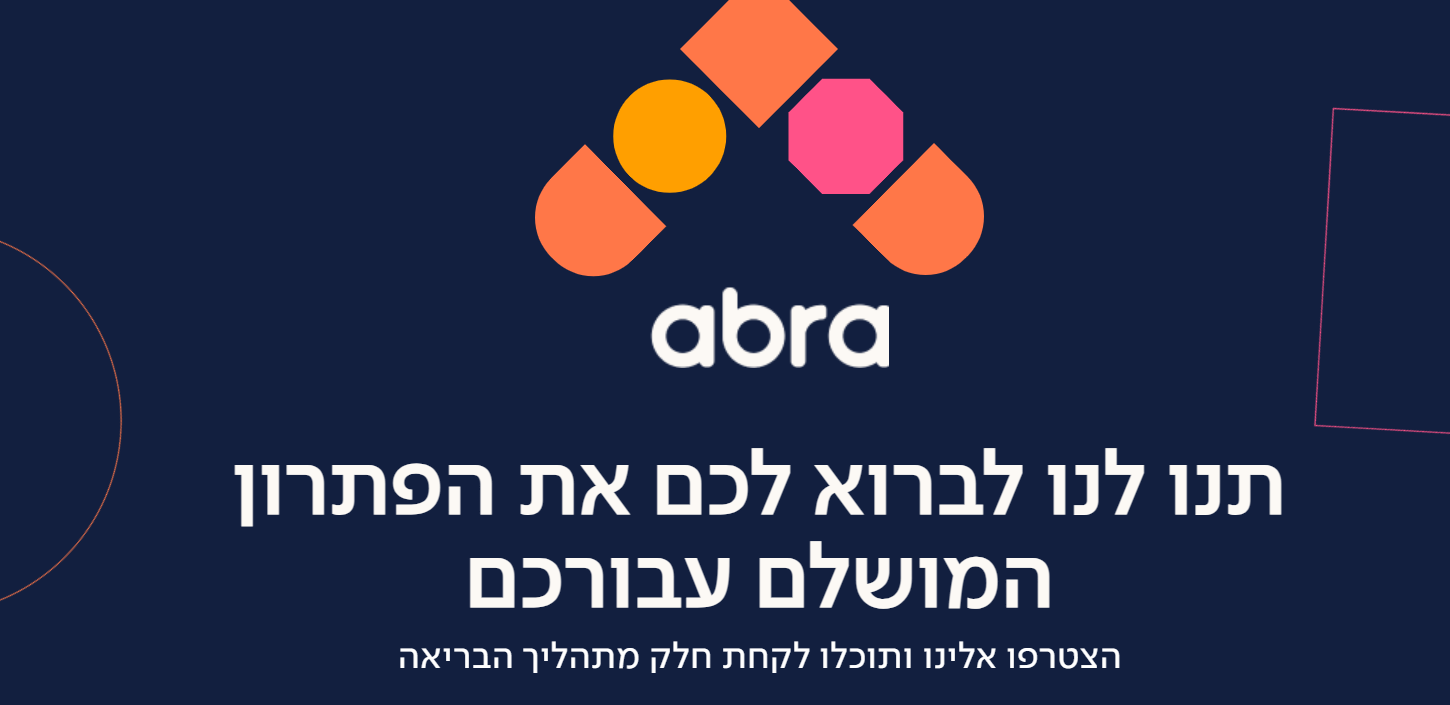 abra
תנו לנו לברוא לכם את הפתרון
המושלם עבורכם
הצטרפו אלינו ותוכלו לקחת חלק מתהליך הבריאה